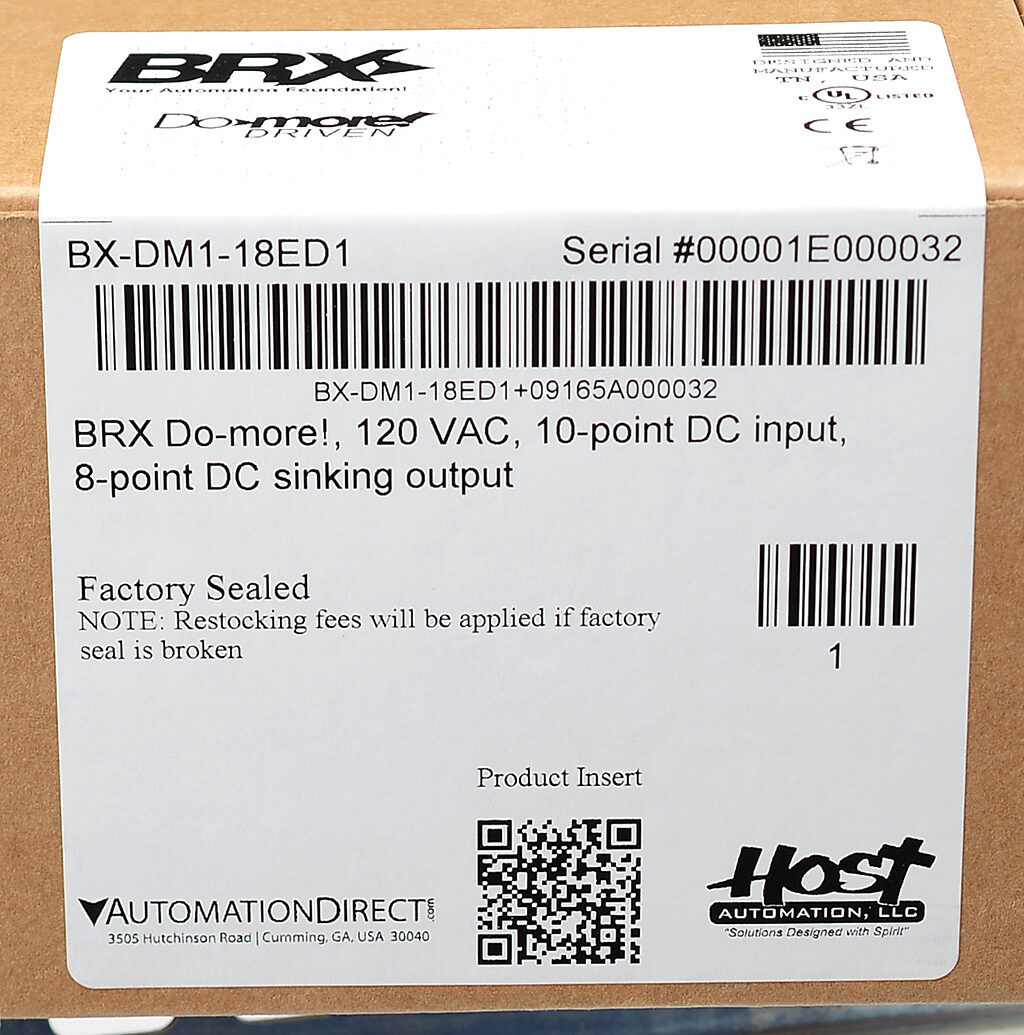 BRX
Your Automation Foundation!
Do-more!
DRIVEN
DESIGNED AND
MANUFACTURED
TN, USA
C UL LISTED
33ZL
CE
BX-DM1-18ED1 Serial #00001E000032
BX-DM1-18ED1+09165A000032
BRX Do-more!, 120 VAC, 10-point DC input,
8-point DC sinking output
Factory Sealed
NOTE: Restocking fees will be applied if factory
seal is broken
1
Product Insert
AUTOMATIONDIRECT.com
3505 Hutchinson Road | Cumming, GA, USA 30040
HOST
AUTOMATION, LLC
"Solutions Designed with Spirit"